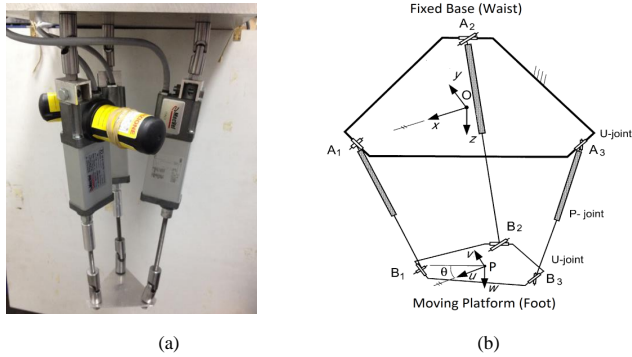 Fixed Base (Waist)
A2
y
O
x
z
A1
U-joint
A3
P- joint
B2
v
U-joint
B1
θ
u
P
w
B3
Moving Platform (Foot)
(a)
(b)